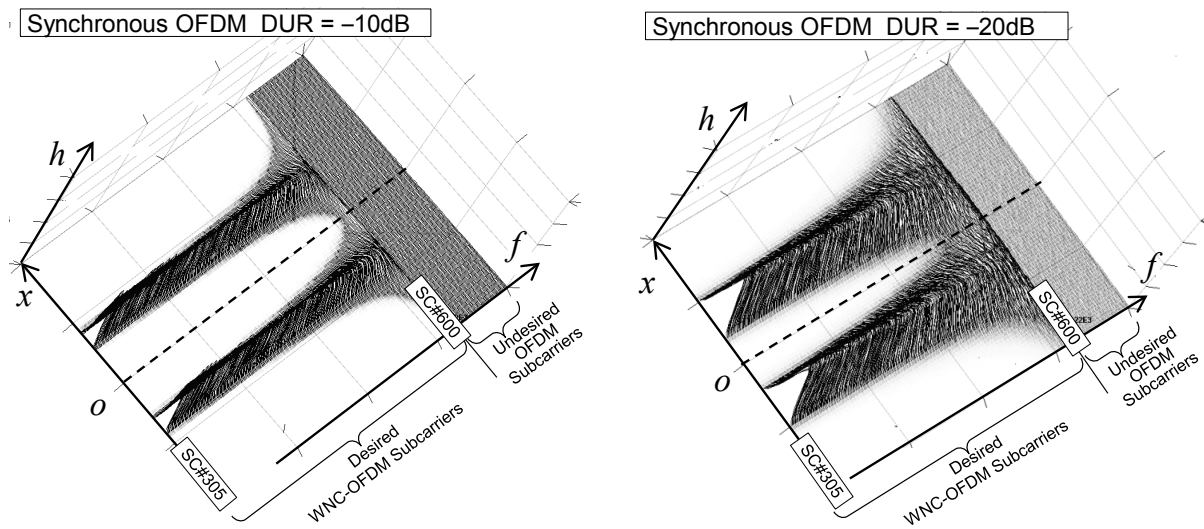 Synchronous OFDM DUR = –10dB
h
x
o
f
SC#305
SC#600
Desired
WNC-OFDM Subcarriers
Undesired
OFDM
Subcarriers
Synchronous OFDM DUR = –20dB
h
x
o
f
SC#305
SC#600
22E3
Desired
WNC-OFDM Subcarriers
Undesired
OFDM
Subcarriers